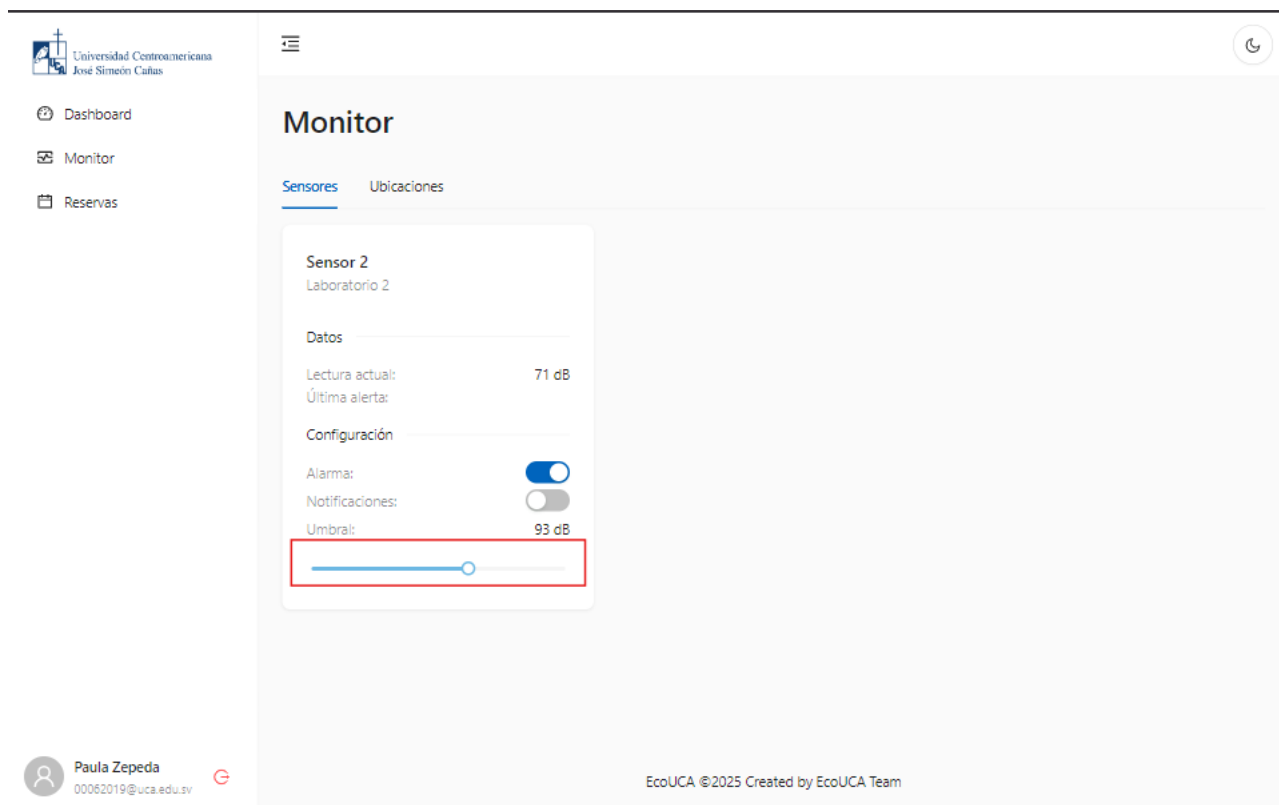 Universidad Centroamericana
José Simeón Cañas
Dashboard
Monitor
Reservas
Monitor
Sensores Ubicaciones
Sensor 2
Laboratorio 2
Datos
Lectura actual: 71 dB
Última alerta:
Configuración
Alarma:
Notificaciones:
Umbral: 93 dB
Paula Zepeda
00062019@uca.edu.sv
EcoUCA ©2025 Created by EcoUCA Team